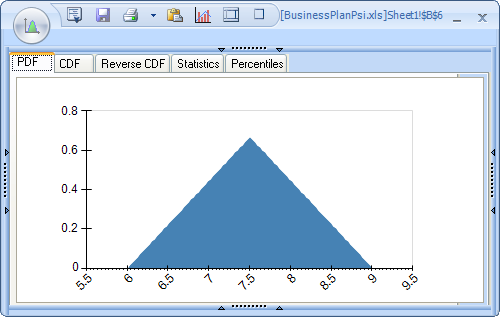 [BusinessPlanPsi.xls]Sheet1!$B$6
PDF CDF Reverse CDF Statistics Percentiles
0.8
0.6
0.4
0.2
0
5.5 6 6.5 7 7.5 8 8.5 9 9.5